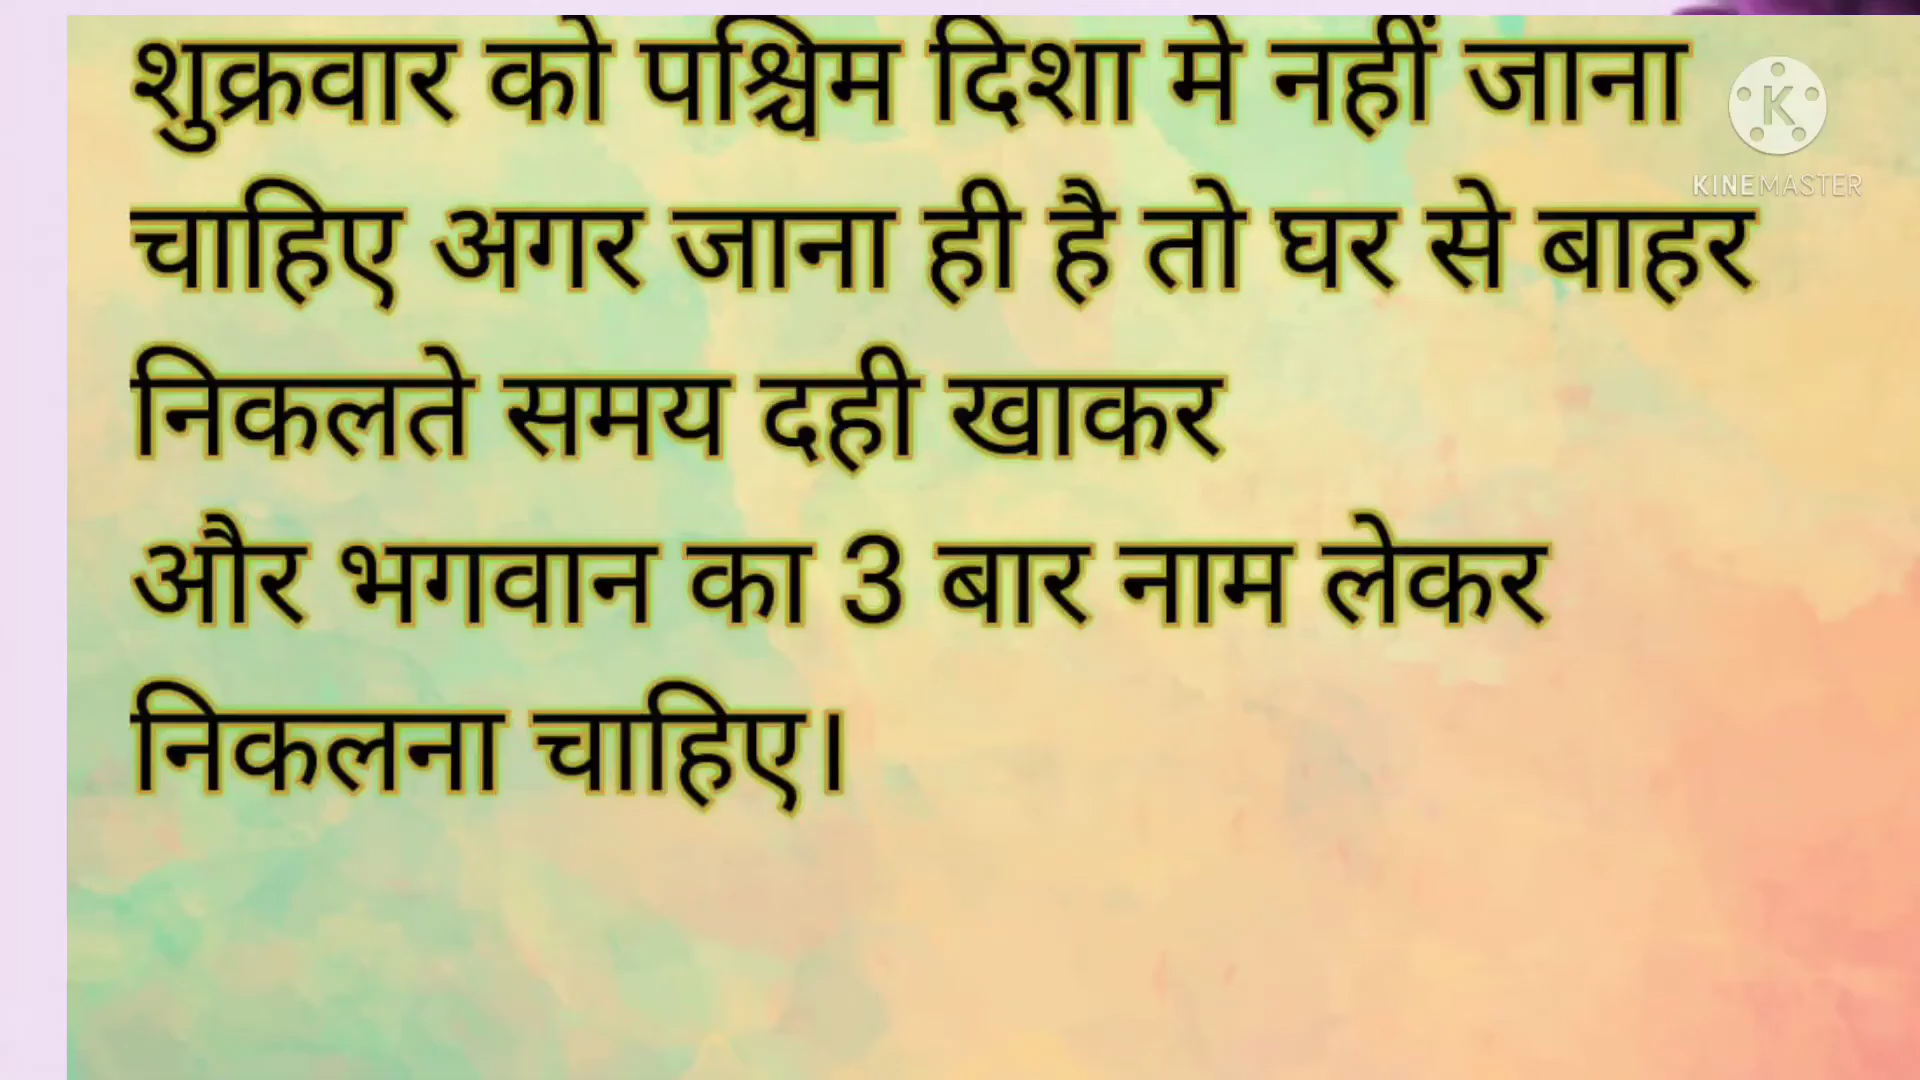 शुक्रवार को पश्चिम दिशा मे नहीं जाना
चाहिए अगर जाना ही है तो घर से बाहर
निकलते समय दही खाकर
और भगवान का 3 बार नाम लेकर
निकलना चाहिए।
K
KINEMASTER